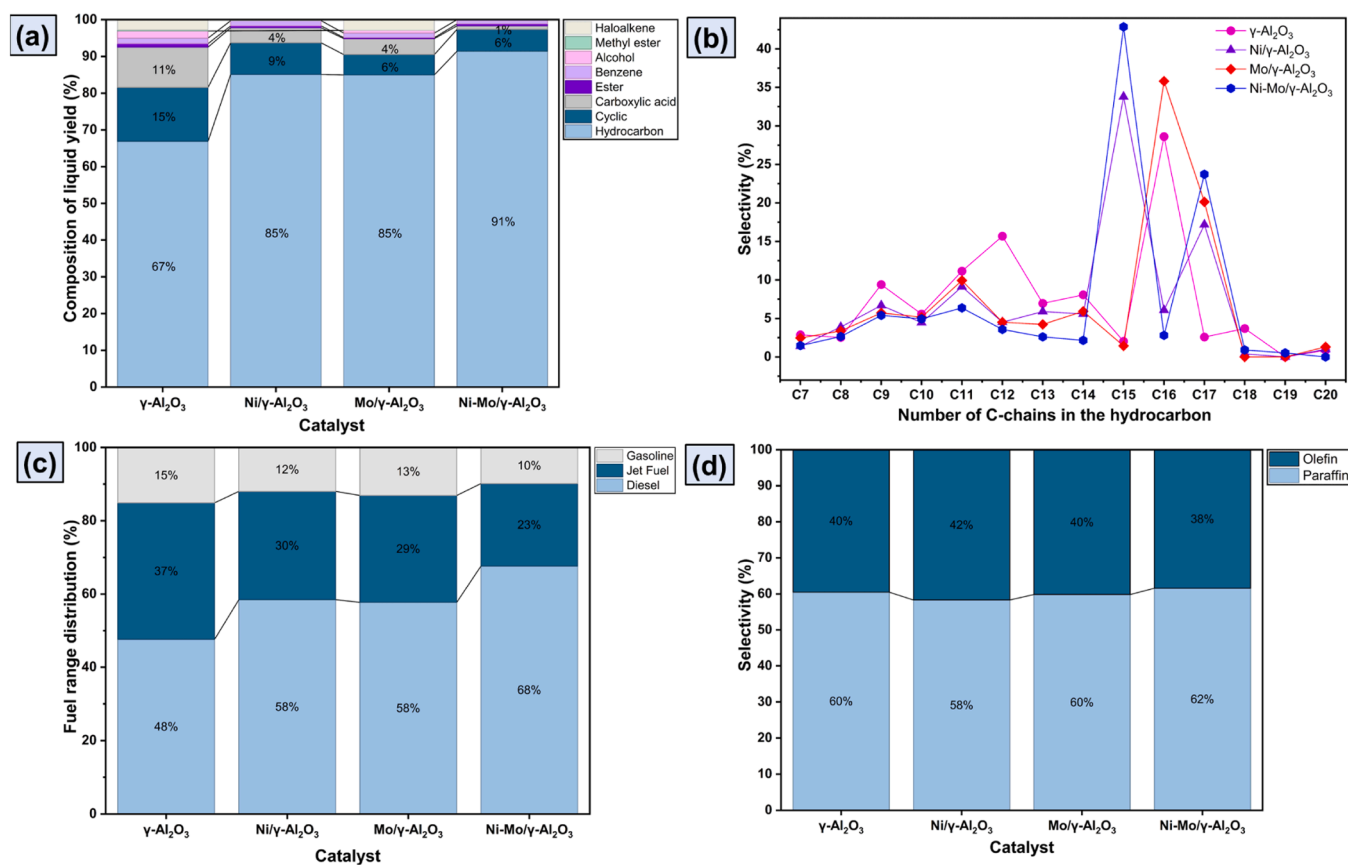 (a)
Composition of liquid yield (%)
100
90
80
70
60
50
40
30
20
10
0
11%
15%
67%
4%
9%
85%
4%
6%
85%
1%
6%
91%
γ-Al₂O₃
Ni/γ-Al₂O₃
Mo/γ-Al₂O₃
Ni-Mo/γ-Al₂O₃
Catalyst
Haloalkene
Methyl ester
Alcohol
Benzene
Ester
Carboxylic acid
Cyclic
Hydrocarbon
(b)
Selectivity (%)
40
35
30
25
20
15
10
5
0
γ-Al₂O₃
Ni/γ-Al₂O₃
Mo/γ-Al₂O₃
Ni-Mo/γ-Al₂O₃
C7 C8 C9 C10 C11 C12 C13 C14 C15 C16 C17 C18 C19 C20
Number of C-chains in the hydrocarbon
(c)
Fuel range distribution (%)
100
80
60
40
20
0
15%
37%
48%
12%
30%
58%
13%
29%
58%
10%
23%
68%
γ-Al₂O₃
Ni/γ-Al₂O₃
Mo/γ-Al₂O₃
Ni-Mo/γ-Al₂O₃
Catalyst
Gasoline
Jet Fuel
Diesel
(d)
Selectivity (%)
100
90
80
70
60
50
40
30
20
10
0
40%
60%
42%
58%
40%
60%
38%
62%
γ-Al₂O₃
Ni/γ-Al₂O₃
Mo/γ-Al₂O₃
Ni-Mo/γ-Al₂O₃
Catalyst
Olefin
Paraffin